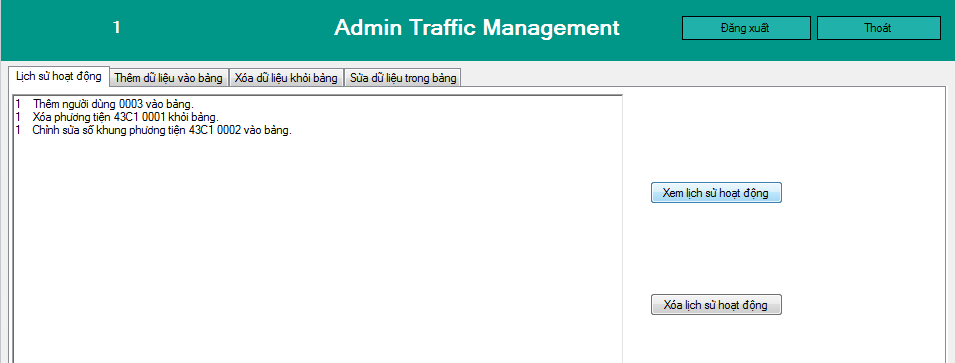 1 Admin Traffic Management Đăng xuất Thoát
Lịch sử hoạt động Thêm dữ liệu vào bảng Xóa dữ liệu khỏi bảng Sửa dữ liệu trong bảng
1 Thêm người dùng 0003 vào bảng.
1 Xóa phương tiện 43C1 0001 khỏi bảng.
1 Chỉnh sửa số khung phương tiện 43C1 0002 vào bảng.
Xem lịch sử hoạt động
Xóa lịch sử hoạt động